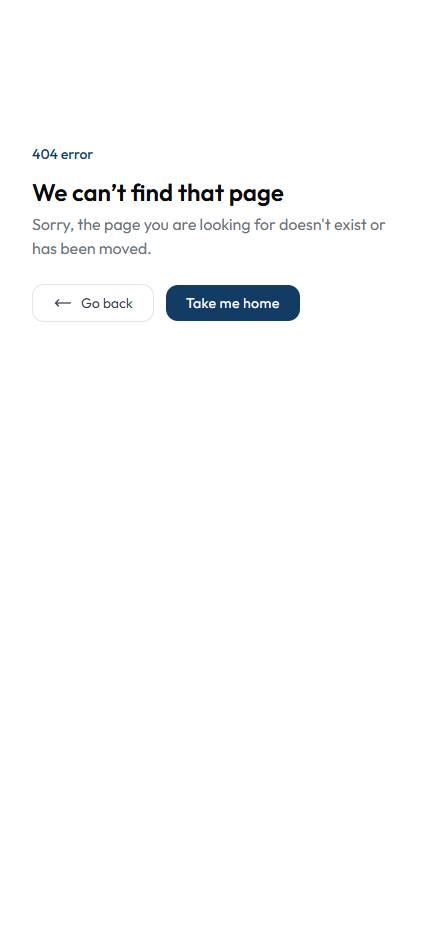 404 error
We can’t find that page
Sorry, the page you are looking for doesn't exist or
has been moved.
Go back
Take me home